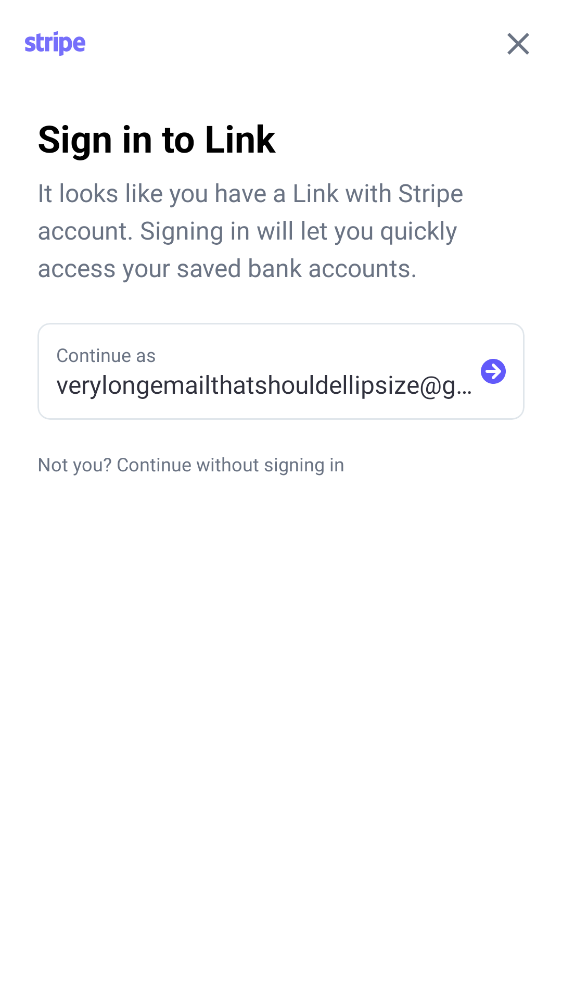 stripe
Sign in to Link
It looks like you have a Link with Stripe
account. Signing in will let you quickly
access your saved bank accounts.
Continue as
verylongemailthatshouldellipsize@g...
Not you? Continue without signing in